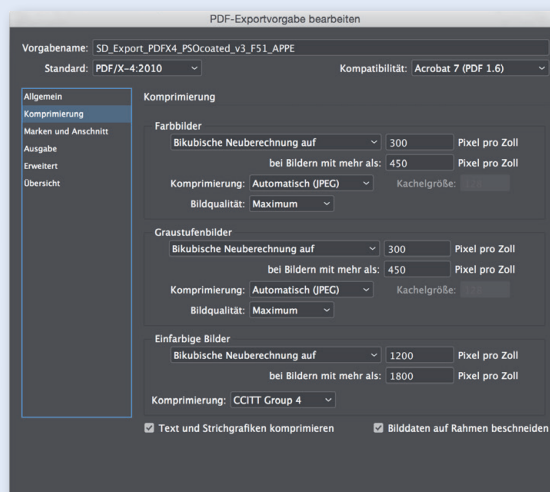 PDF-Exportvorgabe bearbeiten
Vorgabename: SD_Export_PDFX4_PSOcoated_v3_F51_APPE
Standard: PDF/X-4:2010 Kompatibilität: Acrobat 7 (PDF 1.6)
Allgemein
Komprimierung
Marken und Anschnitt
Ausgabe
Erweitert
Übersicht
Komprimierung
Farbbilder
Bikubische Neuberechnung auf 300 Pixel pro Zoll
bei Bildern mit mehr als: 450
Komprimierung: Automatisch (JPEG) Kachelgröße:
Bildqualität: Maximum
Graustufenbilder
Bikubische Neuberechnung auf 300 Pixel pro Zoll
bei Bildern mit mehr als: 450 Pixel pro Zoll
Komprimierung: Automatisch (JPEG) Kachelgröße:
Bildqualität: Maximum
Einfarbige Bilder
Bikubische Neuberechnung auf 1200 Pixel pro Zoll
bei Bildern mit mehr als: 1800 Pixel pro Zoll
Komprimierung: CCITT Group 4
Text und Strichgrafiken komprimieren Bilddaten auf Rahmen beschneiden